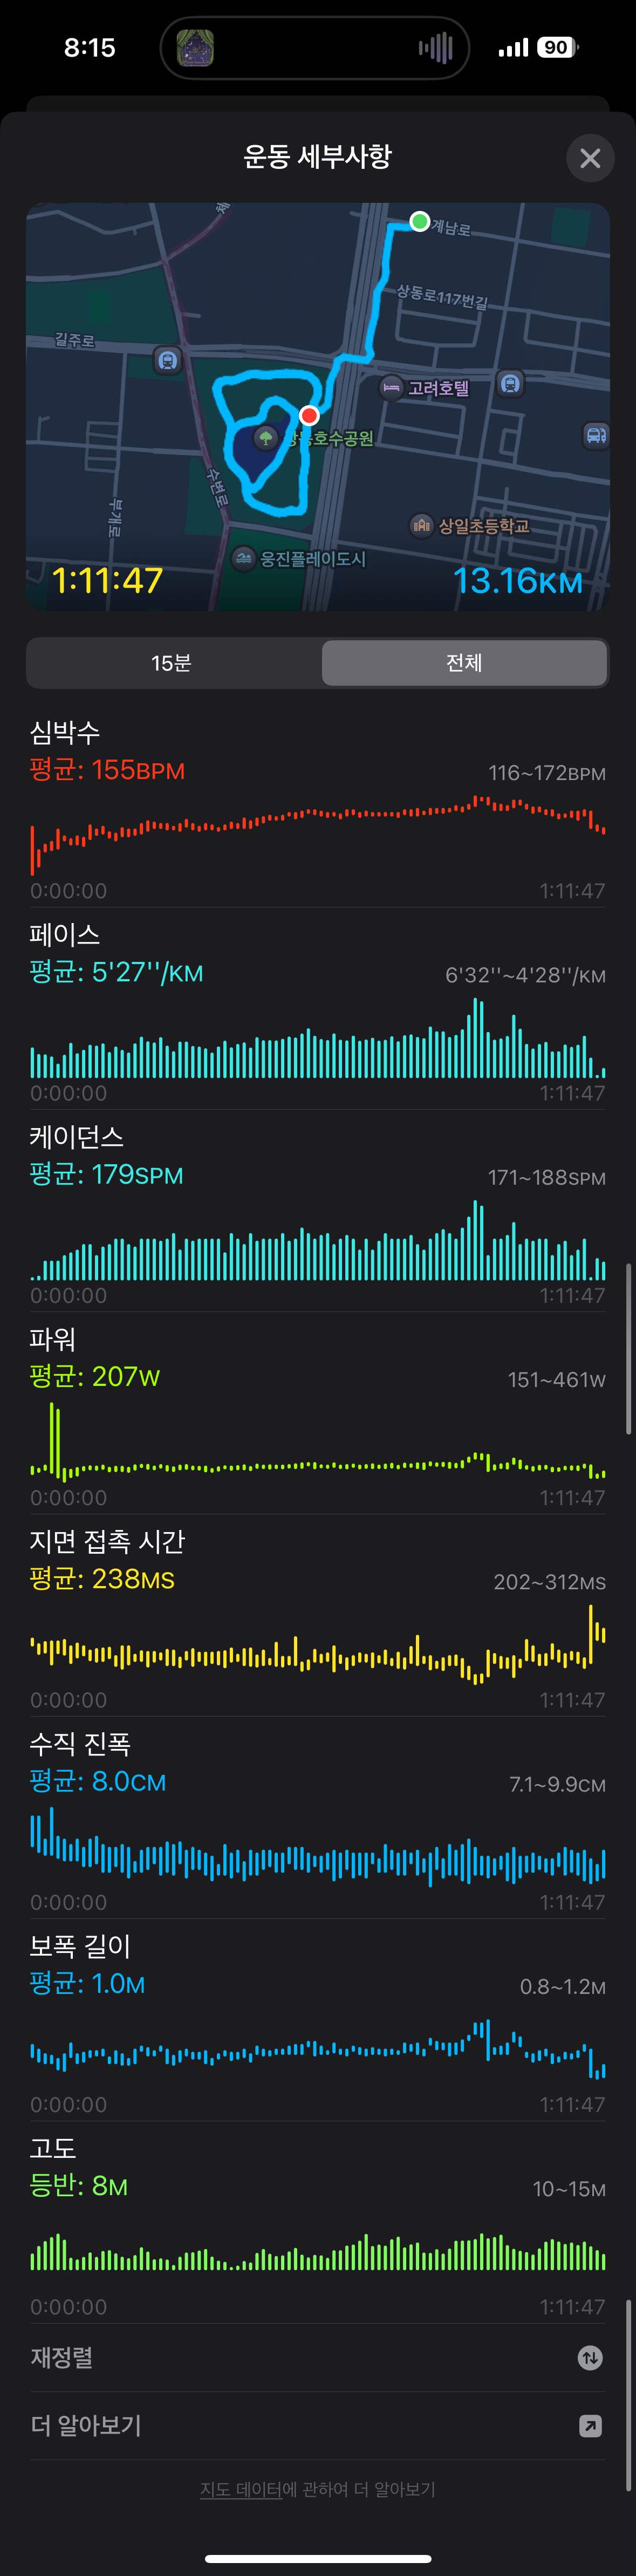 8:15
90
운동 세부사항
계남로
상동로117번길
길주로
고려호텔
상동호수공원
수변로
부개로
상일초등학교
웅진플레이도시
1:11:47
13.16KM
15분
전체
심박수
평균: 155BPM
116~172BPM
0:00:00
1:11:47
페이스
평균: 5'27''/KM
6'32''~4'28''/KM
0:00:00
1:11:47
케이던스
평균: 179SPM
171~188SPM
0:00:00
1:11:47
파워
평균: 207W
151~461W
0:00:00
1:11:47
지면 접촉 시간
평균: 238MS
202~312MS
0:00:00
1:11:47
수직 진폭
평균: 8.0CM
7.1~9.9CM
0:00:00
1:11:47
보폭 길이
평균: 1.0M
0.8~1.2M
0:00:00
1:11:47
고도
등반: 8M
10~15M
0:00:00
1:11:47
재정렬
더 알아보기
지도 데이터에 관하여 더 알아보기